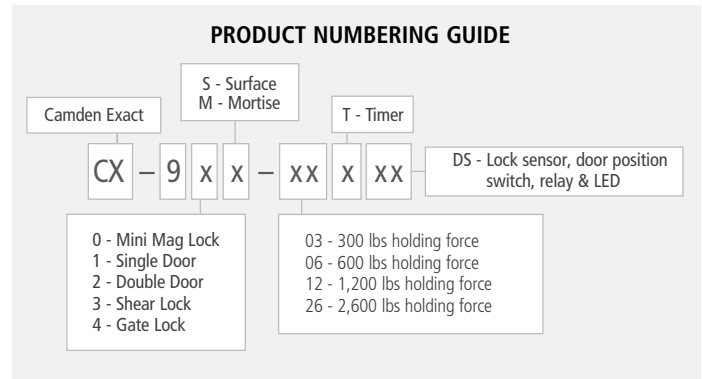 PRODUCT NUMBERING GUIDE
S - Surface
M - Mortise
Camden Exact
T - Timer
CX – 9 x x – xx x xx
DS - Lock sensor, door position
switch, relay & LED
0 - Mini Mag Lock
1 - Single Door
2 - Double Door
3 - Shear Lock
4 - Gate Lock
03 - 300 lbs holding force
06 - 600 lbs holding force
12 - 1,200 lbs holding force
26 - 2,600 lbs holding force